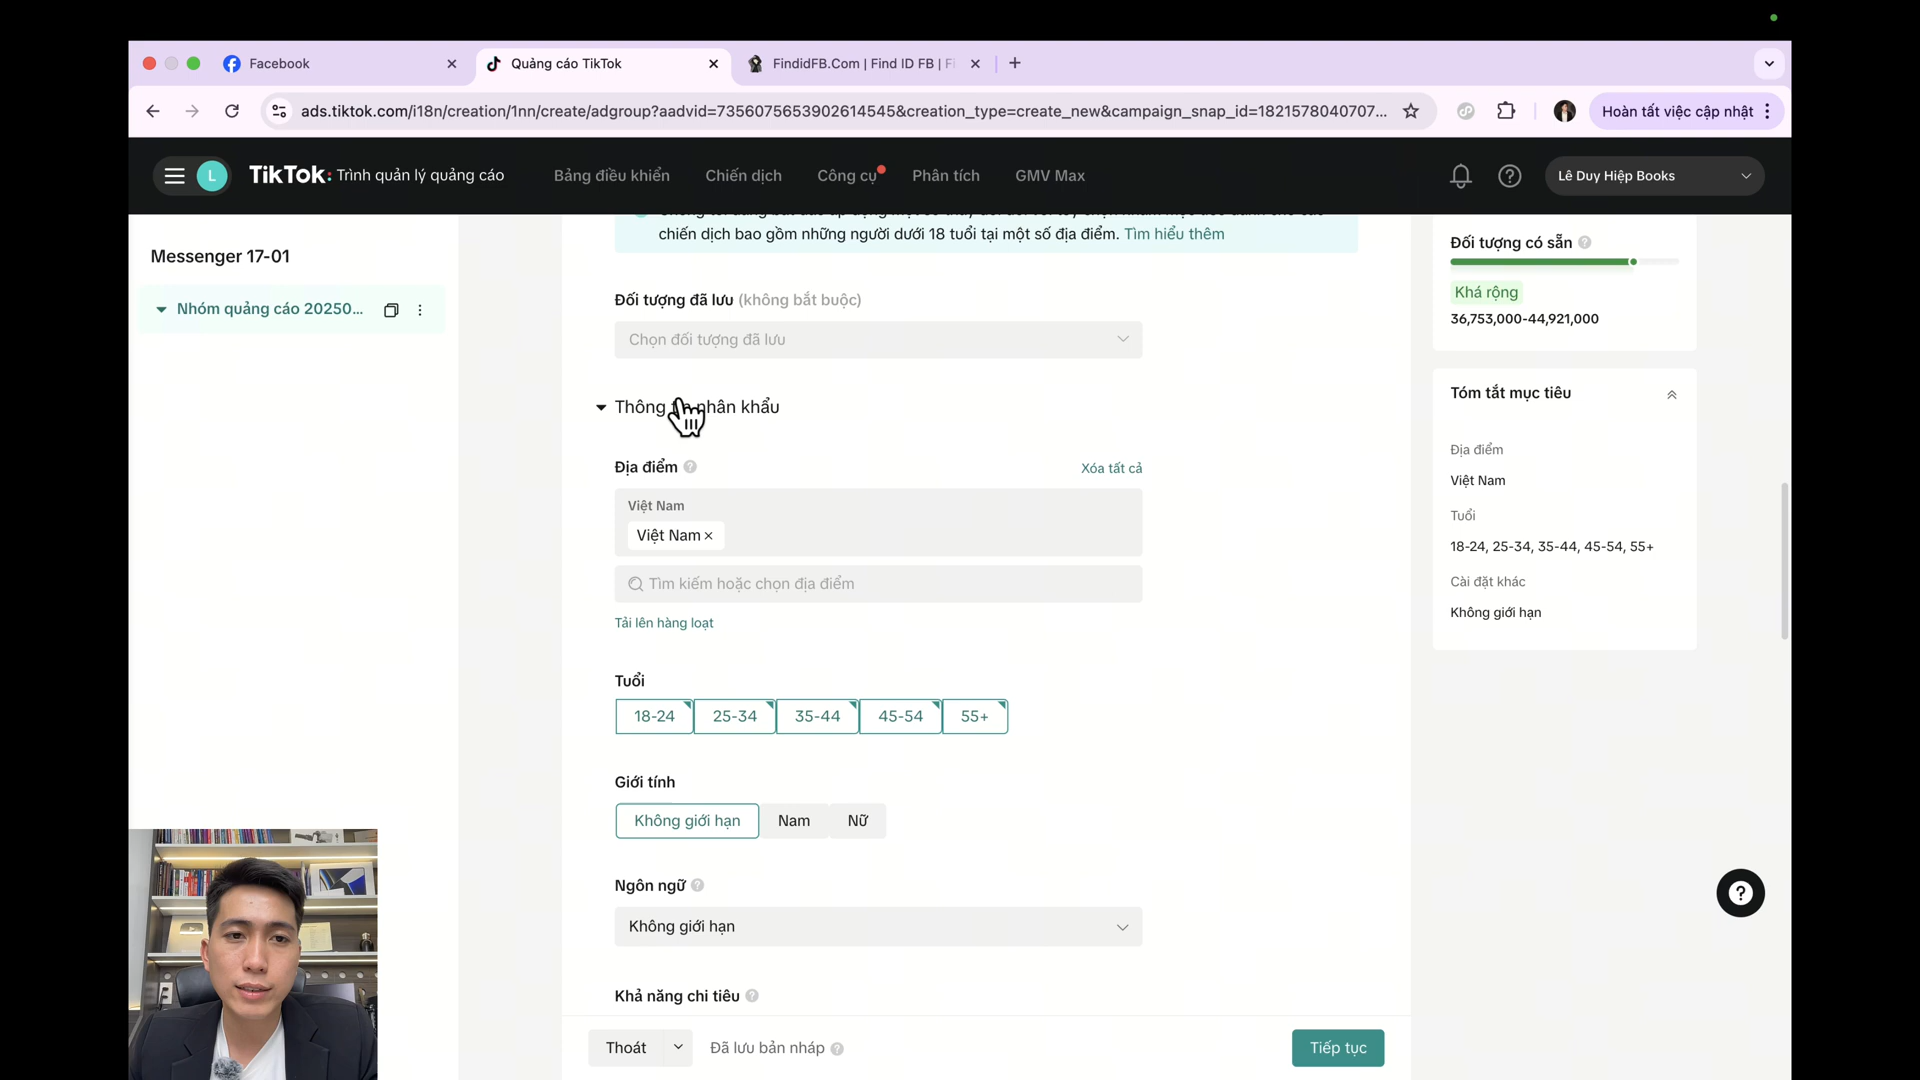 Facebook
Quảng cáo TikTok
FindidFB.Com | Find ID FB |
ads.tiktok.com/i18n/creation/1nn/create/adgroup?aadvid=7356075653902614545&creation_type=create_new&campaign_snap_id=1821578040707...
Hoàn tất việc cập nhật
L
TikTok: Trình quản lý quảng cáo
Bảng điều khiển
Chiến dịch
Công cụ
Phân tích
GMV Max
Lê Duy Hiệp Books
Messenger 17-01
Nhóm quảng cáo 20250...
chiến dịch bao gồm những người dưới 18 tuổi tại một số địa điểm. Tìm hiểu thêm
Đối tượng đã lưu (không bắt buộc)
Chọn đối tượng đã lưu
Thông tin nhân khẩu
Địa điểm
Xóa tất cả
Việt Nam
Việt Nam ×
Tìm kiếm hoặc chọn địa điểm
Tải lên hàng loạt
Tuổi
18-24
25-34
35-44
45-54
55+
Giới tính
Không giới hạn
Nam
Nữ
Ngôn ngữ
Không giới hạn
Khả năng chi tiêu
Thoát
Đã lưu bản nháp
Tiếp tục
Đối tượng có sẵn
Khá rộng
36,753,000-44,921,000
Tóm tắt mục tiêu
Địa điểm
Việt Nam
Tuổi
18-24, 25-34, 35-44, 45-54, 55+
Cài đặt khác
Không giới hạn